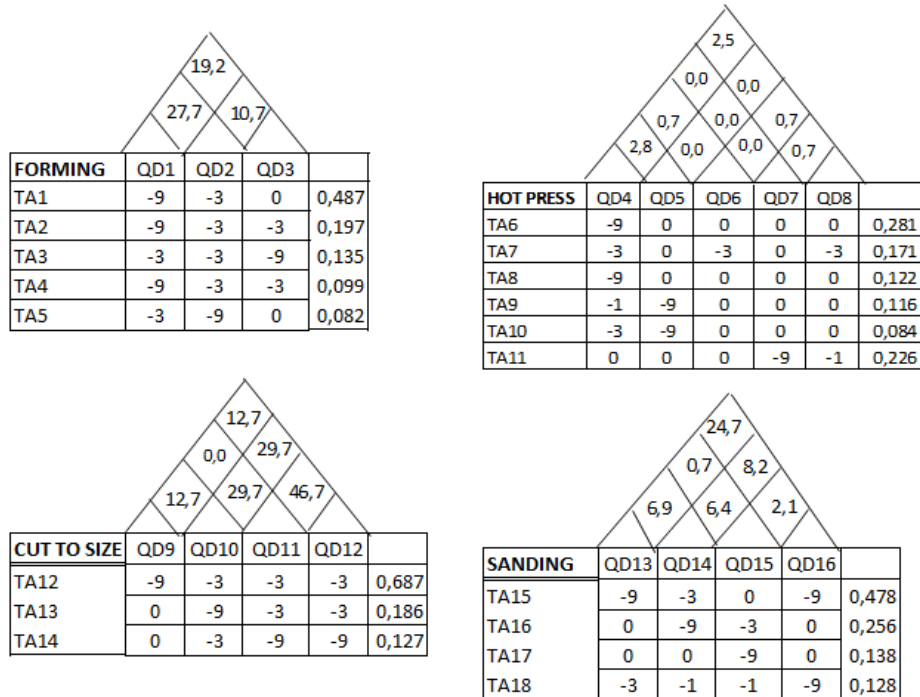 19,2
27,7 10,7
FORMING QD1 QD2 QD3
TA1 -9 -3 0 0,487
TA2 -9 -3 -3 0,197
TA3 -3 -3 -9 0,135
TA4 -9 -3 -3 0,099
TA5 -3 -9 0 0,082
2,5
0,0 0,0
0,7 0,0 0,7
2,8 0,0 0,0 0,7
HOT PRESS QD4 QD5 QD6 QD7 QD8
TA6 -9 0 0 0 0 0,281
TA7 -3 0 -3 0 -3 0,171
TA8 -9 0 0 0 0 0,122
TA9 -1 -9 0 0 0 0,116
TA10 -3 -9 0 0 0 0,084
TA11 0 0 0 -9 -1 0,226
12,7
0,0 29,7
12,7 29,7 46,7
CUT TO SIZE QD9 QD10 QD11 QD12
TA12 -9 -3 -3 -3 0,687
TA13 0 -9 -3 -3 0,186
TA14 0 -3 -9 -9 0,127
24,7
0,7 8,2
6,9 6,4 2,1
SANDING QD13 QD14 QD15 QD16
TA15 -9 -3 0 -9 0,478
TA16 0 -9 -3 0 0,256
TA17 0 0 -9 0 0,138
TA18 -3 -1 -1 -9 0,128